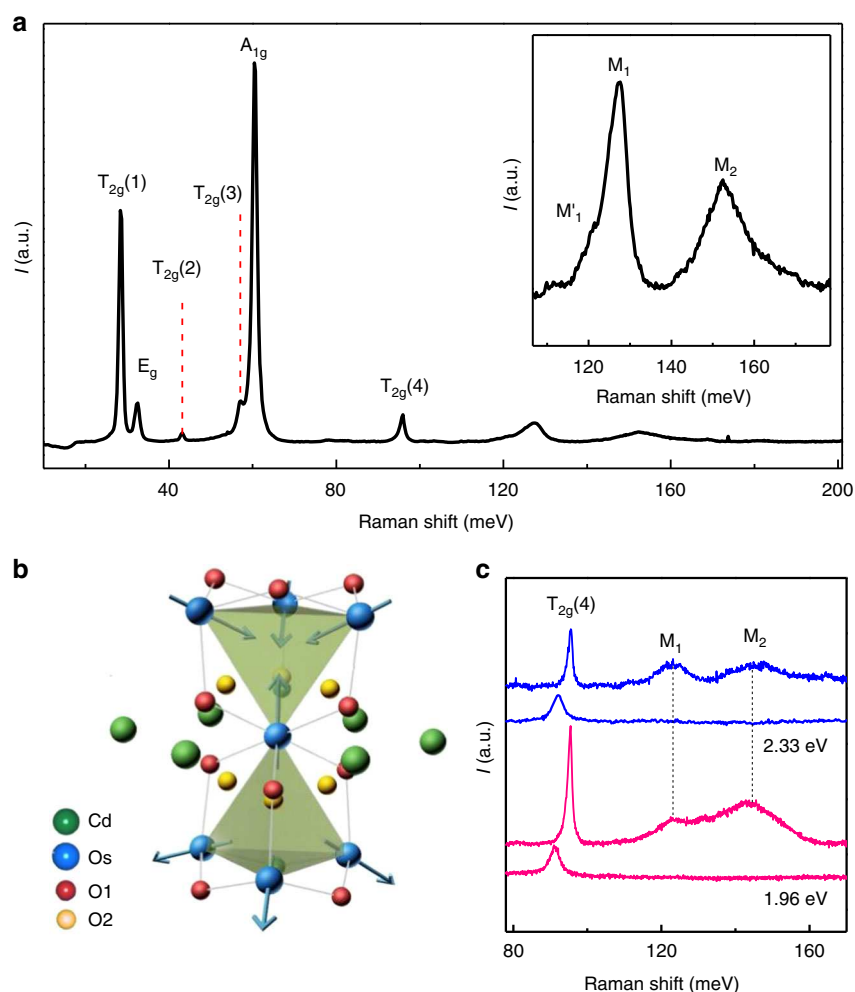 a
A1g
T2g(1)
T2g(3)
T2g(2)
Eg
T2g(4)
I (a.u.)
40
80
120
160
200
Raman shift (meV)
M1
M2
M'1
I (a.u.)
120
140
160
Raman shift (meV)
b
Cd
Os
O1
O2
c
T2g(4)
M1
M2
2.33 eV
1.96 eV
I (a.u.)
80
120
160
Raman shift (meV)